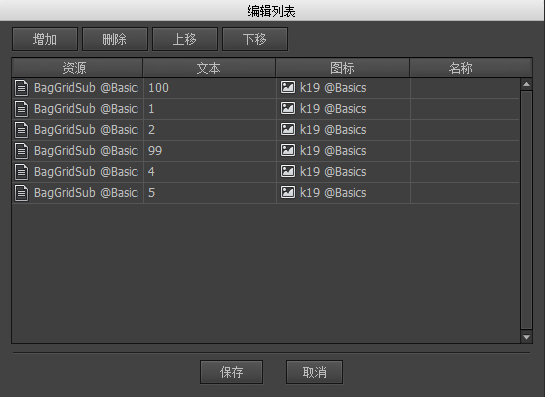 编辑列表
增加 删除 上移 下移
资源 文本 图标 名称
BagGridSub @Basic 100 k19 @Basics
BagGridSub @Basic 1 k19 @Basics
BagGridSub @Basic 2 k19 @Basics
BagGridSub @Basic 99 k19 @Basics
BagGridSub @Basic 4 k19 @Basics
BagGridSub @Basic 5 k19 @Basics
保存 取消